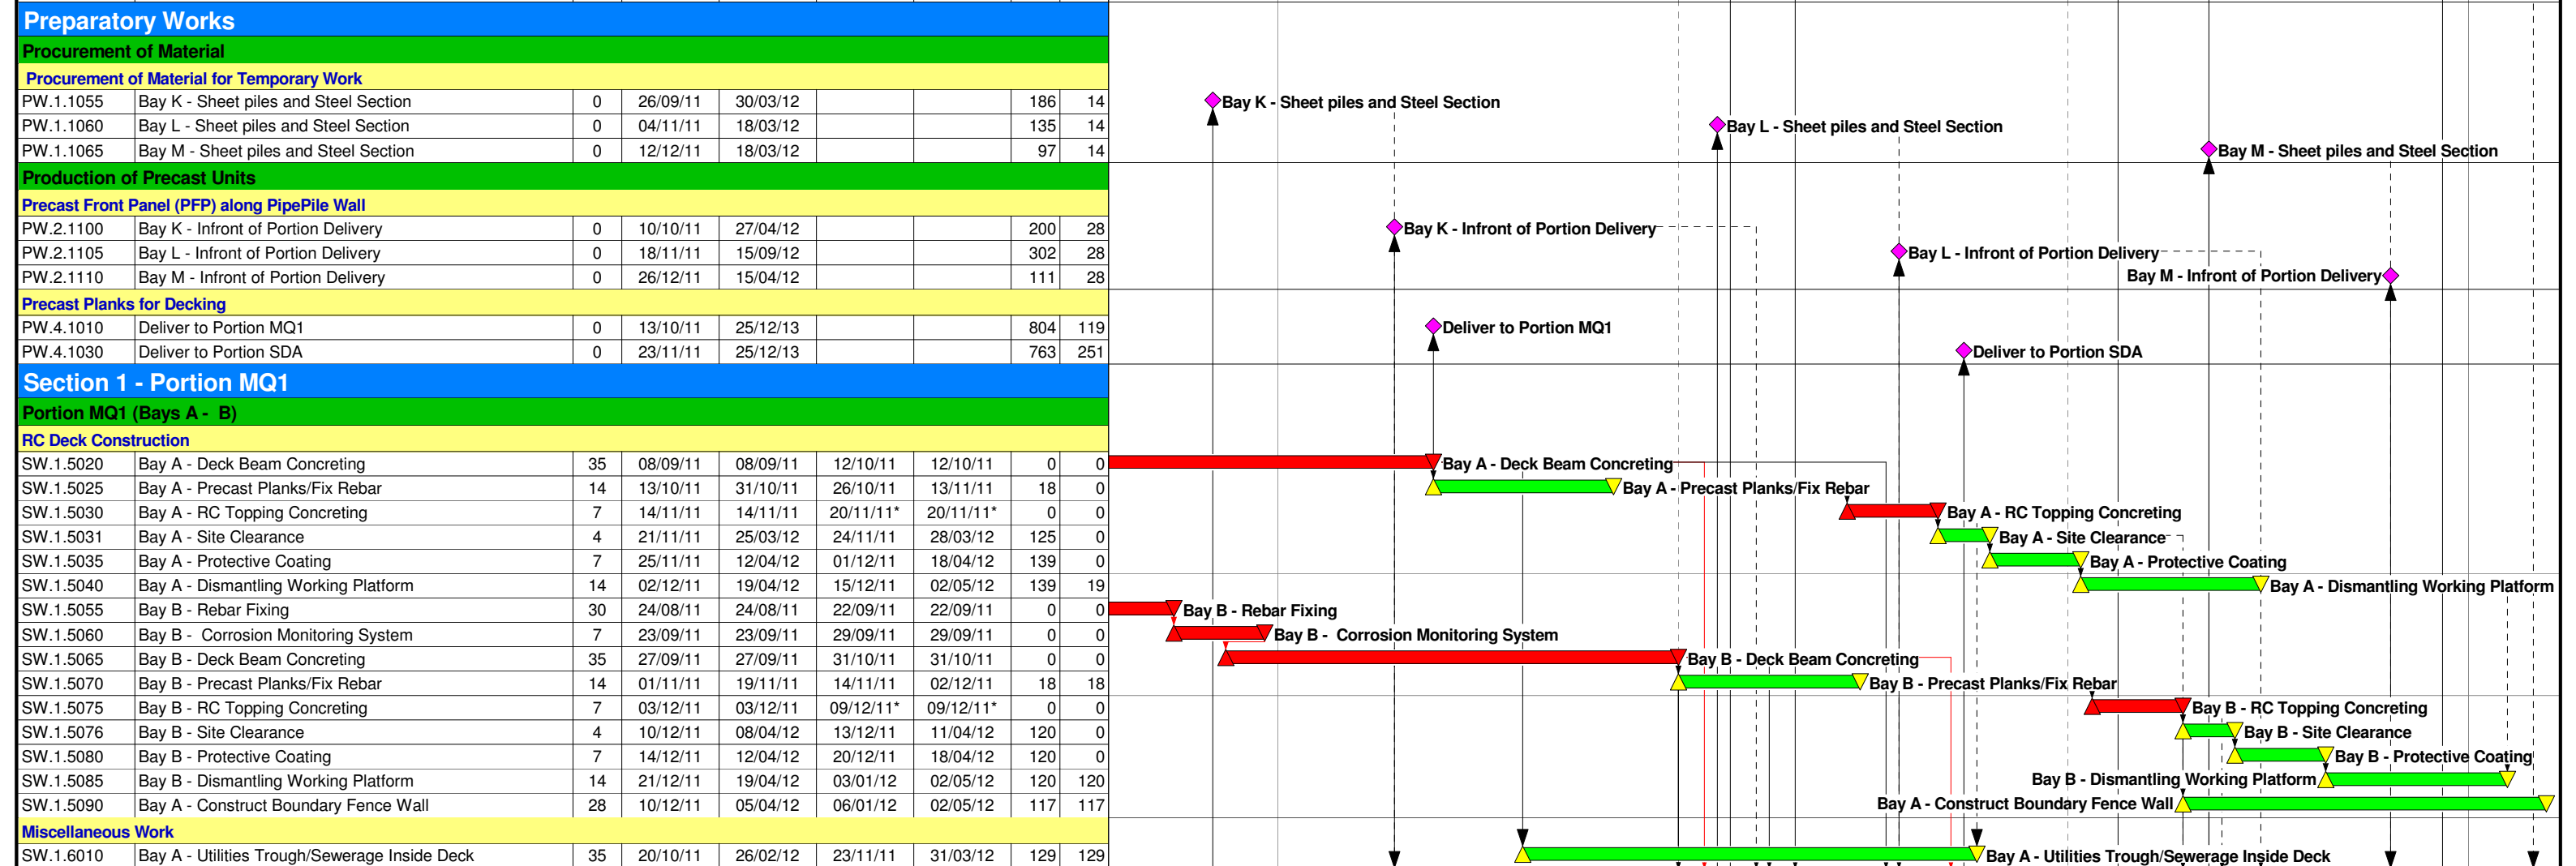 Preparatory Works
Procurement of Material
Procurement of Material for Temporary Work
PW.1.1055 Bay K - Sheet piles and Steel Section 0 26/09/11 30/03/12 186 14 Bay K - Sheet piles and Steel Section
PW.1.1060 Bay L - Sheet piles and Steel Section 0 04/11/11 18/03/12 135 14 Bay L - Sheet piles and Steel Section
PW.1.1065 Bay M - Sheet piles and Steel Section 0 12/12/11 18/03/12 97 14 Bay M - Sheet piles and Steel Section
Production of Precast Units
Precast Front Panel (PFP) along PipePile Wall
PW.2.1100 Bay K - Infront of Portion Delivery 0 10/10/11 27/04/12 200 28 Bay K - Infront of Portion Delivery
PW.2.1105 Bay L - Infront of Portion Delivery 0 18/11/11 15/09/12 302 28 Bay L - Infront of Portion Delivery
PW.2.1110 Bay M - Infront of Portion Delivery 0 26/12/11 15/04/12 111 28 Bay M - Infront of Portion Delivery
Precast Planks for Decking
PW.4.1010 Deliver to Portion MQ1 0 13/10/11 25/12/13 804 119 Deliver to Portion MQ1
PW.4.1030 Deliver to Portion SDA 0 23/11/11 25/12/13 763 251 Deliver to Portion SDA
Section 1 - Portion MQ1
Portion MQ1 (Bays A - B)
RC Deck Construction
SW.1.5020 Bay A - Deck Beam Concreting 35 08/09/11 08/09/11 12/10/11 12/10/11 0 0 Bay A - Deck Beam Concreting
SW.1.5025 Bay A - Precast Planks/Fix Rebar 14 13/10/11 31/10/11 26/10/11 13/11/11 18 0 Bay A - Precast Planks/Fix Rebar
SW.1.5030 Bay A - RC Topping Concreting 7 14/11/11 14/11/11 20/11/11* 20/11/11* 0 0 Bay A - RC Topping Concreting
SW.1.5031 Bay A - Site Clearance 4 21/11/11 25/03/12 24/11/11 28/03/12 125 0 Bay A - Site Clearance
SW.1.5035 Bay A - Protective Coating 7 25/11/11 12/04/12 01/12/11 18/04/12 139 0 Bay A - Protective Coating
SW.1.5040 Bay A - Dismantling Working Platform 14 02/12/11 19/04/12 15/12/11 02/05/12 139 19 Bay A - Dismantling Working Platform
SW.1.5055 Bay B - Rebar Fixing 30 24/08/11 24/08/11 22/09/11 22/09/11 0 0 Bay B - Rebar Fixing
SW.1.5060 Bay B - Corrosion Monitoring System 7 23/09/11 23/09/11 29/09/11 29/09/11 0 0 Bay B - Corrosion Monitoring System
SW.1.5065 Bay B - Deck Beam Concreting 35 27/09/11 27/09/11 31/10/11 31/10/11 0 0 Bay B - Deck Beam Concreting
SW.1.5070 Bay B - Precast Planks/Fix Rebar 14 01/11/11 19/11/11 14/11/11 02/12/11 18 18 Bay B - Precast Planks/Fix Rebar
SW.1.5075 Bay B - RC Topping Concreting 7 03/12/11 03/12/11 09/12/11* 09/12/11* 0 0 Bay B - RC Topping Concreting
SW.1.5076 Bay B - Site Clearance 4 10/12/11 08/04/12 13/12/11 11/04/12 120 0 Bay B - Site Clearance
SW.1.5080 Bay B - Protective Coating 7 14/12/11 12/04/12 20/12/11 18/04/12 120 0 Bay B - Protective Coating
SW.1.5085 Bay B - Dismantling Working Platform 14 21/12/11 19/04/12 03/01/12 02/05/12 120 120 Bay B - Dismantling Working Platform
SW.1.5090 Bay A - Construct Boundary Fence Wall 28 10/12/11 05/04/12 06/01/12 02/05/12 117 117 Bay A - Construct Boundary Fence Wall
Miscellaneous Work
SW.1.6010 Bay A - Utilities Trough/Sewerage Inside Deck 35 20/10/11 26/02/12 23/11/11 31/03/12 129 129 Bay A - Utilities Trough/Sewerage Inside Deck